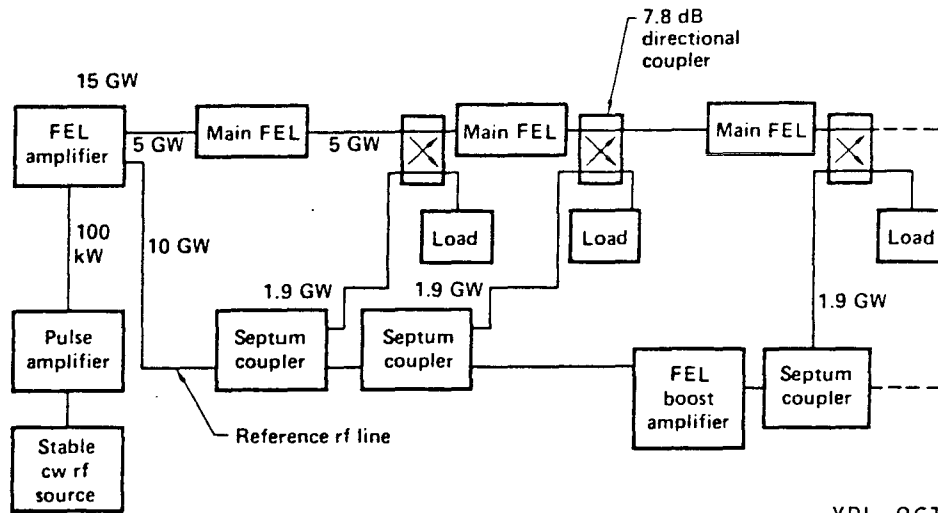 7.8 dB
directional
coupler
15 GW
FEL
amplifier
5 GW
Main FEL
5 GW
Main FEL
Main FEL
Load
Load
Load
100
kW
10 GW
1.9 GW
1.9 GW
1.9 GW
Pulse
amplifier
Septum
coupler
Septum
coupler
FEL
boost
amplifier
Septum
coupler
Reference rf line
Stable
cw rf
source